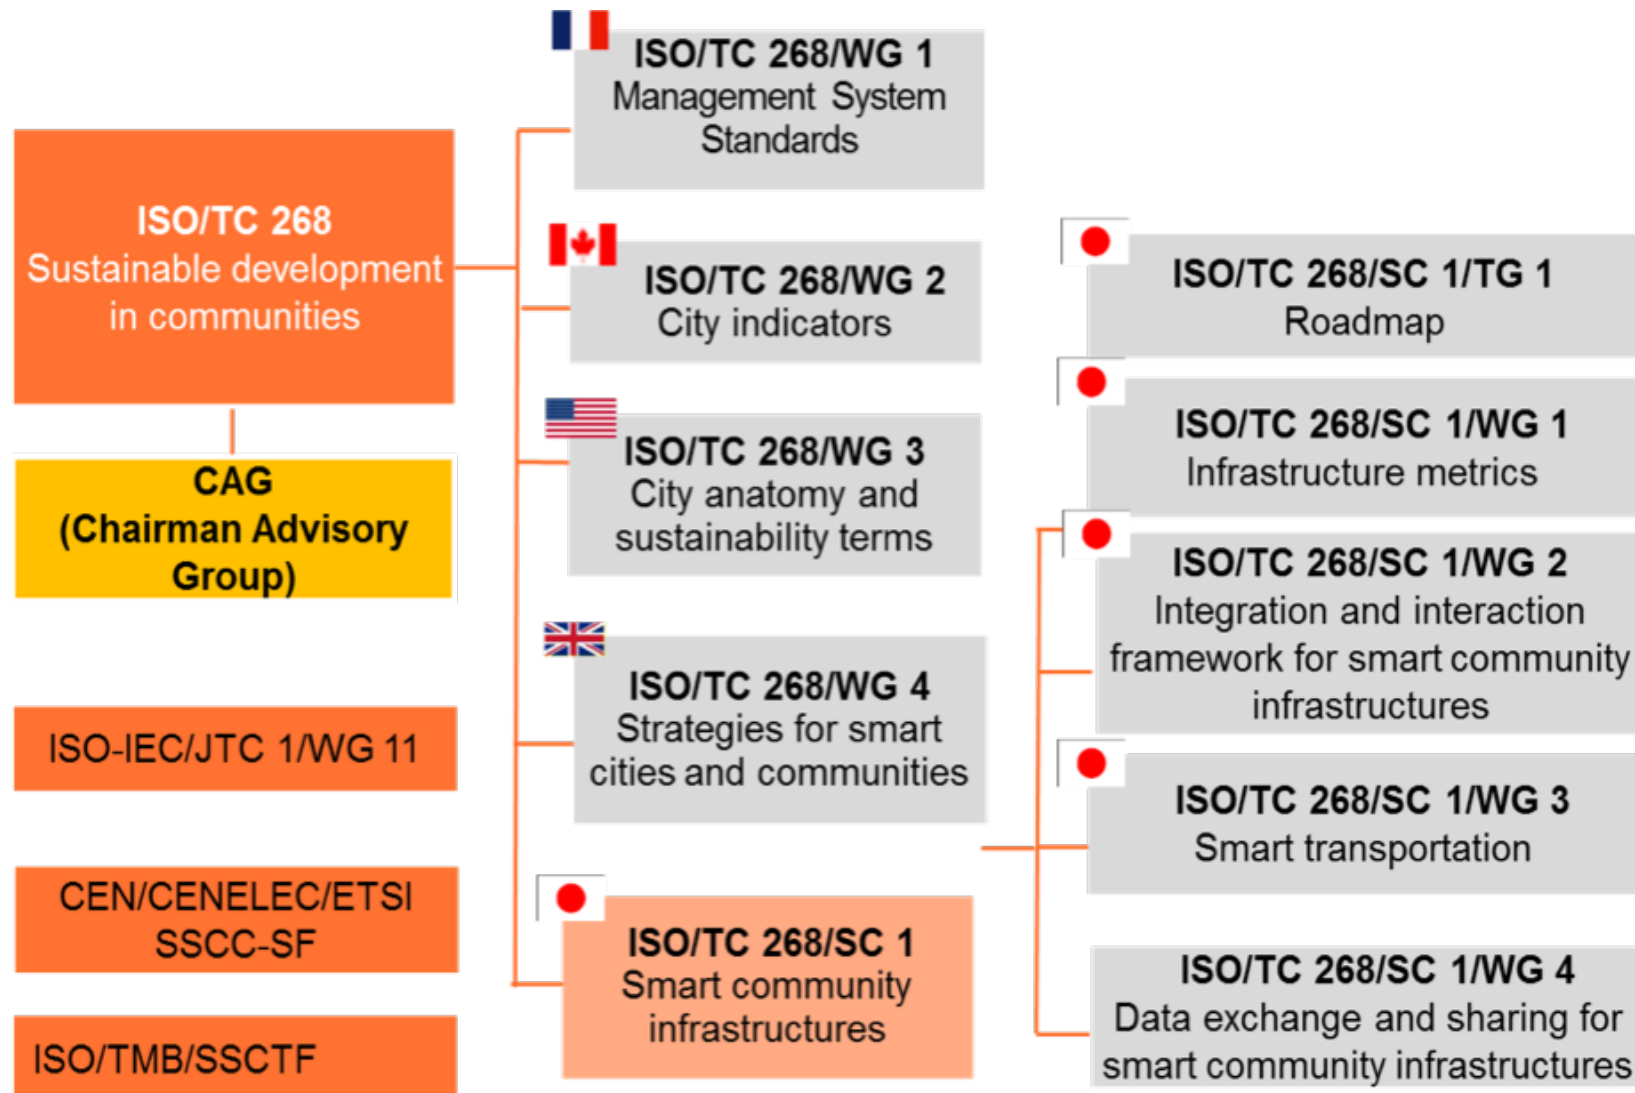 ISO/TC 268
Sustainable development
in communities
CAG
(Chairman Advisory
Group)
ISO-IEC/JTC 1/WG 11
CEN/CENELEC/ETSI
SSCC-SF
ISO/TMB/SSCTF
ISO/TC 268/WG 1
Management System
Standards
ISO/TC 268/WG 2
City indicators
ISO/TC 268/WG 3
City anatomy and
sustainability terms
ISO/TC 268/WG 4
Strategies for smart
cities and communities
ISO/TC 268/SC 1
Smart community
infrastructures
ISO/TC 268/SC 1/TG 1
Roadmap
ISO/TC 268/SC 1/WG 1
Infrastructure metrics
ISO/TC 268/SC 1/WG 2
Integration and interaction
framework for smart community
infrastructures
ISO/TC 268/SC 1/WG 3
Smart transportation
ISO/TC 268/SC 1/WG 4
Data exchange and sharing for
smart community infrastructures